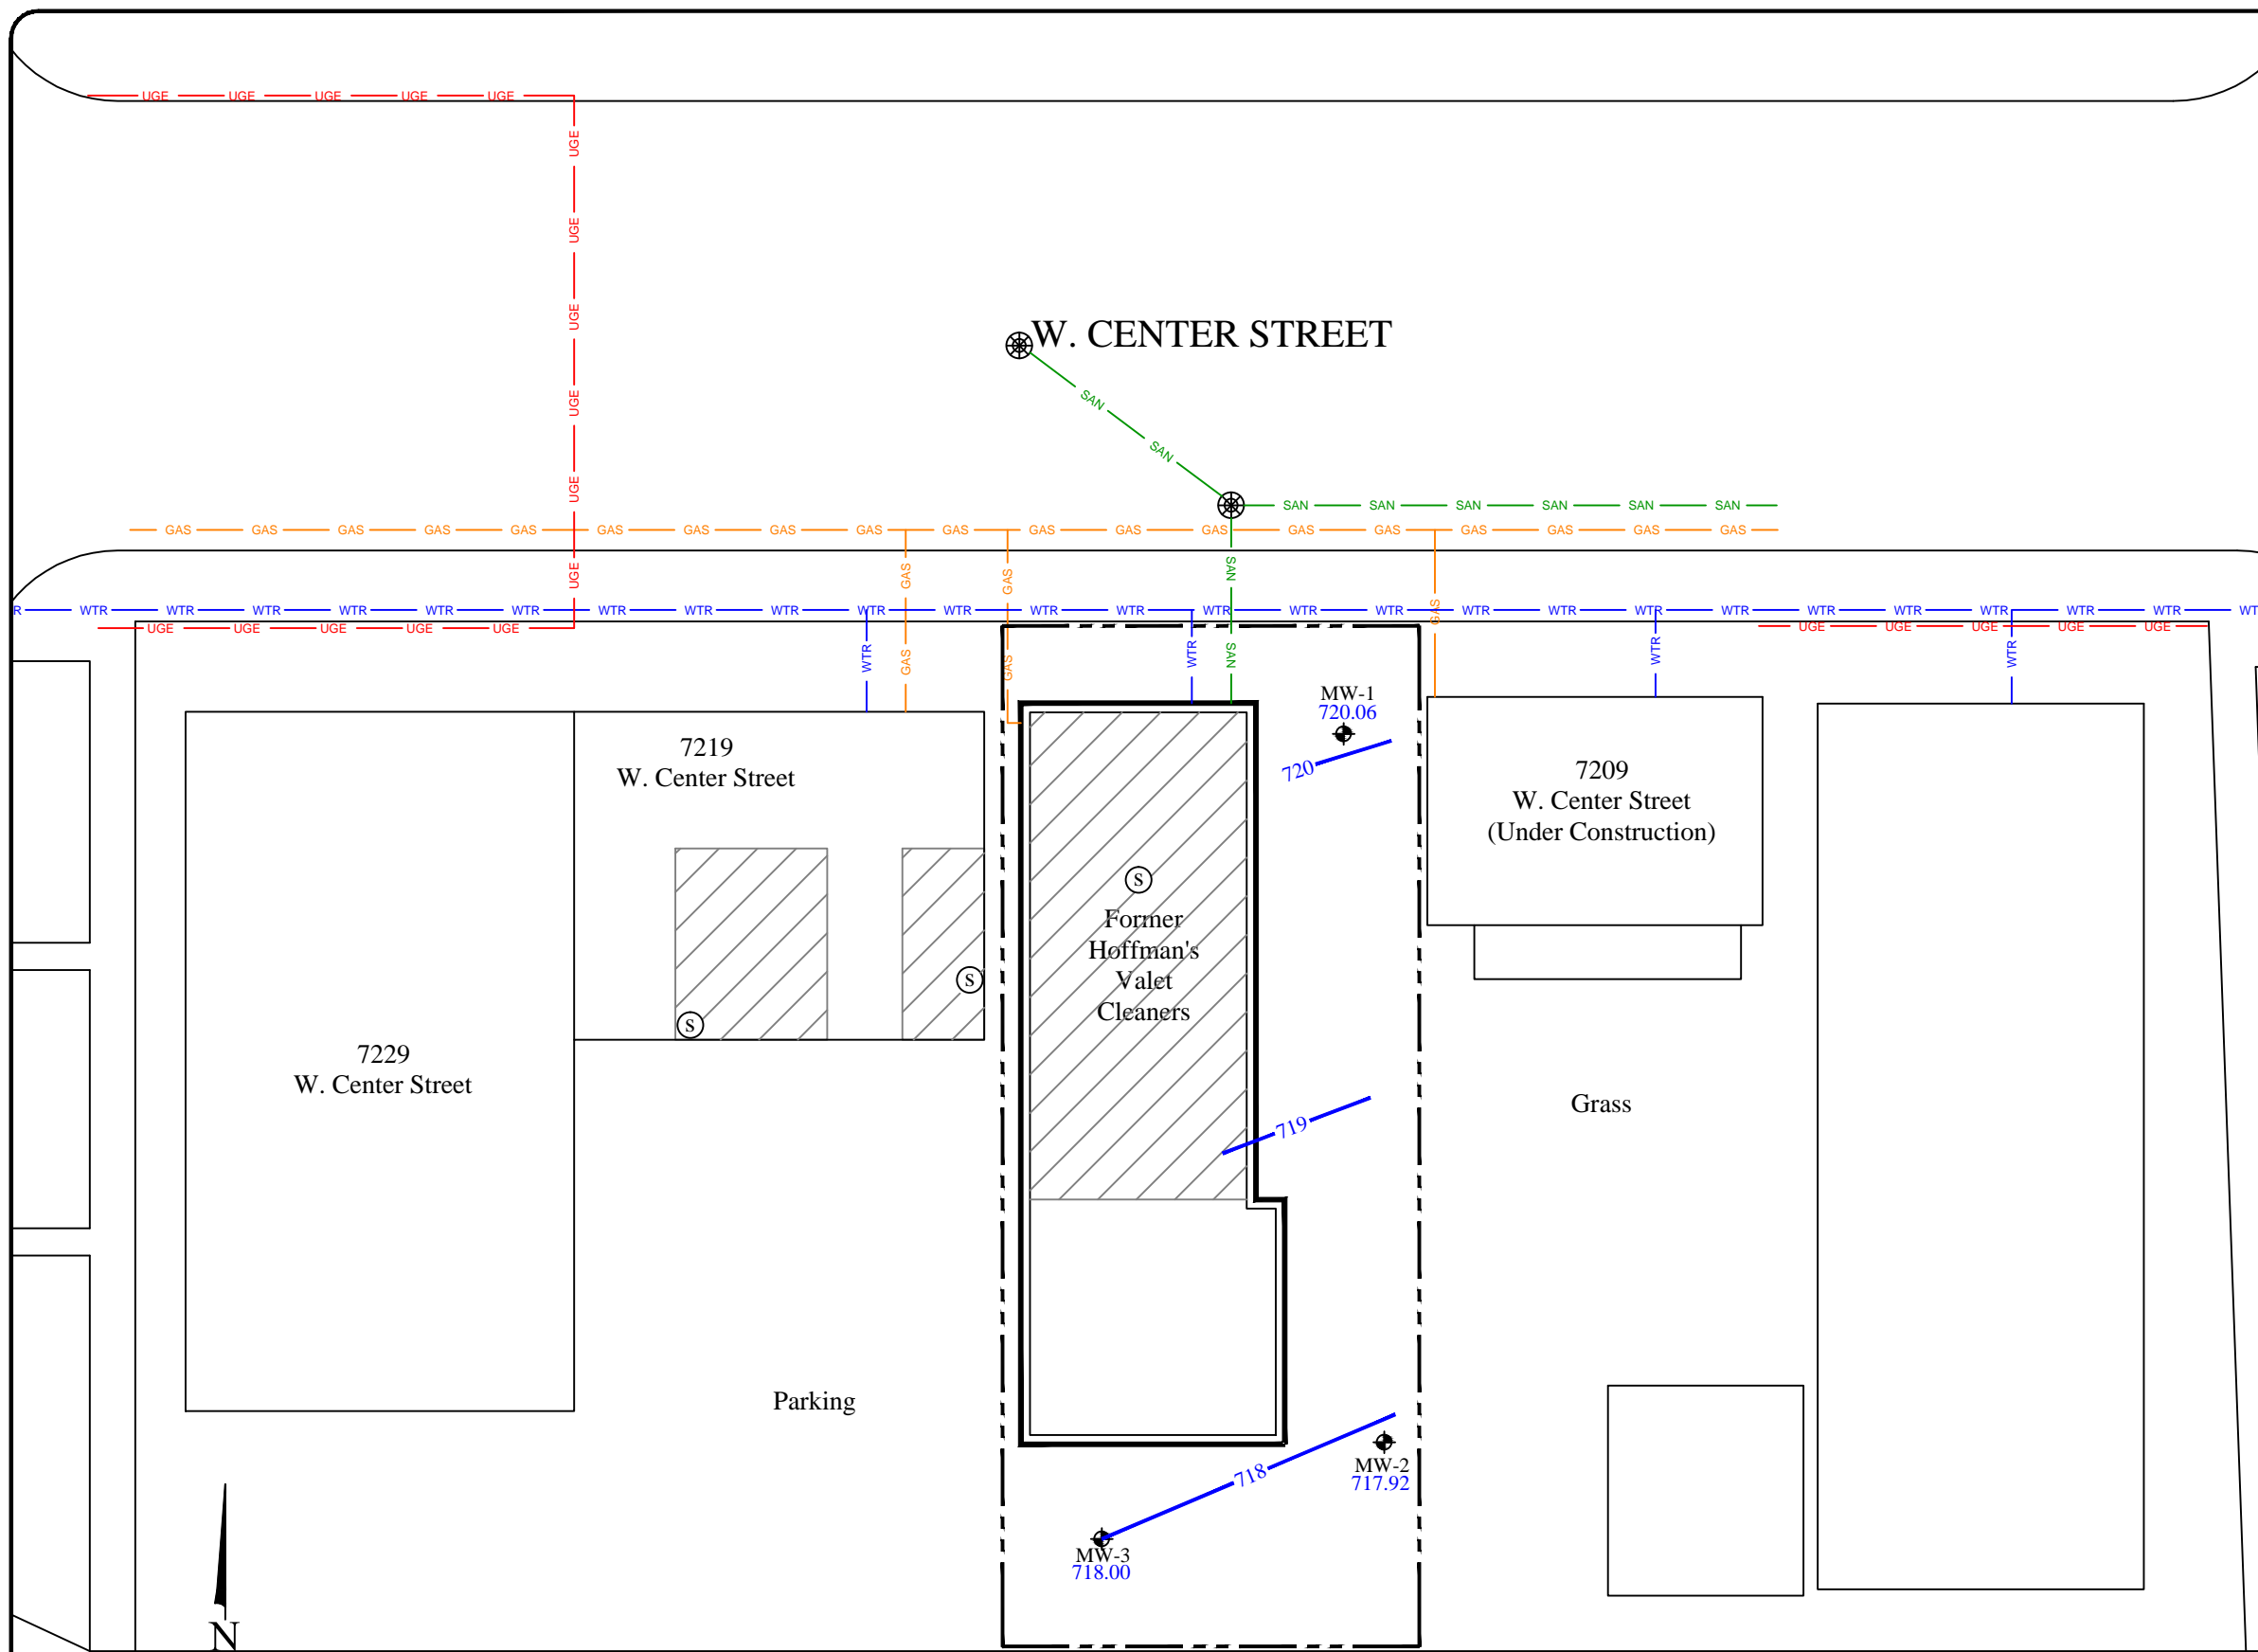 UGE UGE UGE UGE UGE
UGE
UGE
UGE
UGE
UGE
UGE
W. CENTER STREET
SAN
SAN
SAN SAN SAN SAN SAN SAN
GAS GAS GAS GAS GAS GAS GAS GAS GAS GAS GAS GAS GAS GAS GAS GAS GAS GAS GAS
UGE GAS GAS SAN
R WTR WTR WTR WTR WTR WTR WTR WTR WTR WTR WTR WTR WTR WTR WTR WTR WTR WTR WTR WTR WTR WTR WTR WTR WTR WT
GAS
UGE UGE UGE UGE UGE
UGE UGE UGE UGE UGE
WTR GAS GAS WTR SAN WTR WTR
MW-1
720.06
720
7219
W. Center Street
7209
W. Center Street
(Under Construction)
S
Former
Hoffman's
Valet
Cleaners
S
S
7229
W. Center Street
Grass
719
Parking
718
MW-2
717.92
MW-3
718.00
N